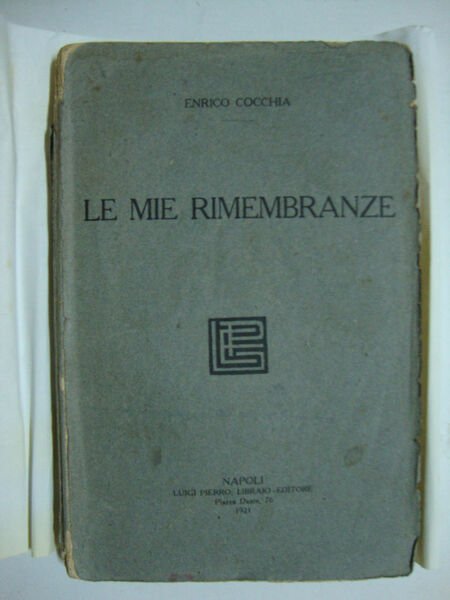 ENRICO COCCHIA
LE MIE RIMEMBRANZE
NAPOLI
LUIGI PIERRO, LIBRAIO-EDITORE
Piazza Dante, 76
1921